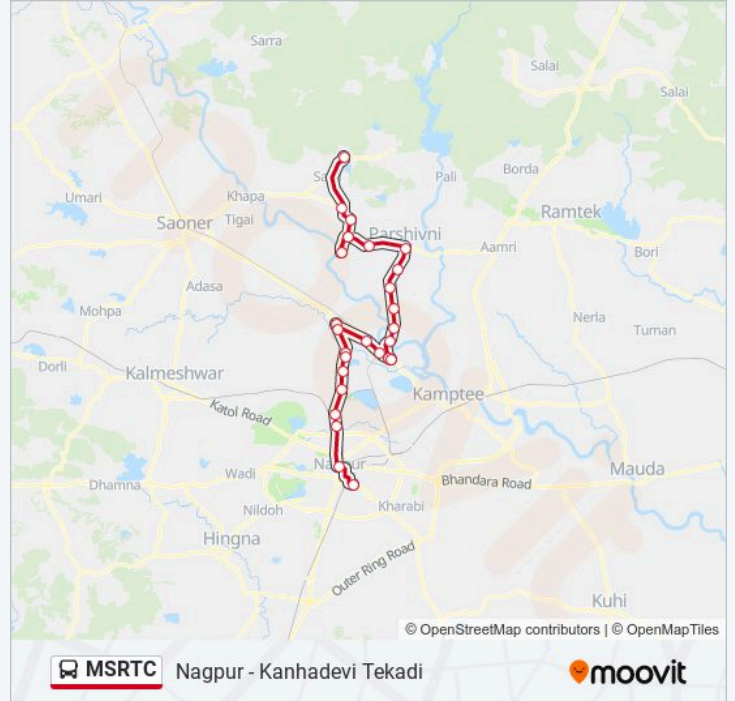 Sarra
Salai
Salai
Borda
Pali
Umari
Khapa
Ramtek
Saoner
Tigai
Parshivni
Aamri
Bori
Adasa
Mohpa
Nerla
Tuman
Dorli
Kalmeshwar
Kamptee
Katol Road
Wadi
Mauda
Dhamna
Bhandara Road
Nildoh
Kharabi
Hingna
Outer Ring Road
Kuhi
© OpenStreetMap contributors | © OpenMapTiles
MSRTC Nagpur - Kanhadevi Tekadi moovit